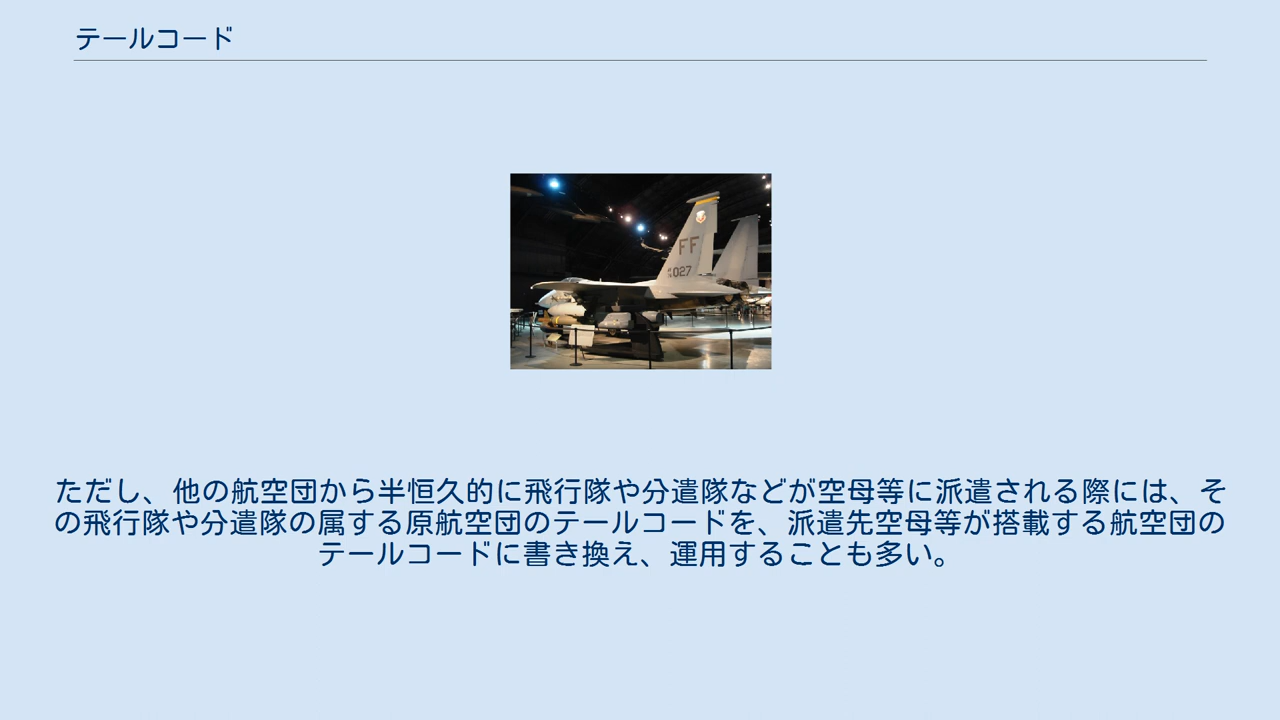 テールコード
FF
027
ただし、他の航空団から半恒久的に飛行隊や分遣隊などが空母等に派遣される際には、そ
の飛行隊や分遣隊の属する原航空団のテールコードを、派遣先空母等が搭載する航空団の
テールコードに書き換え、運用することも多い。